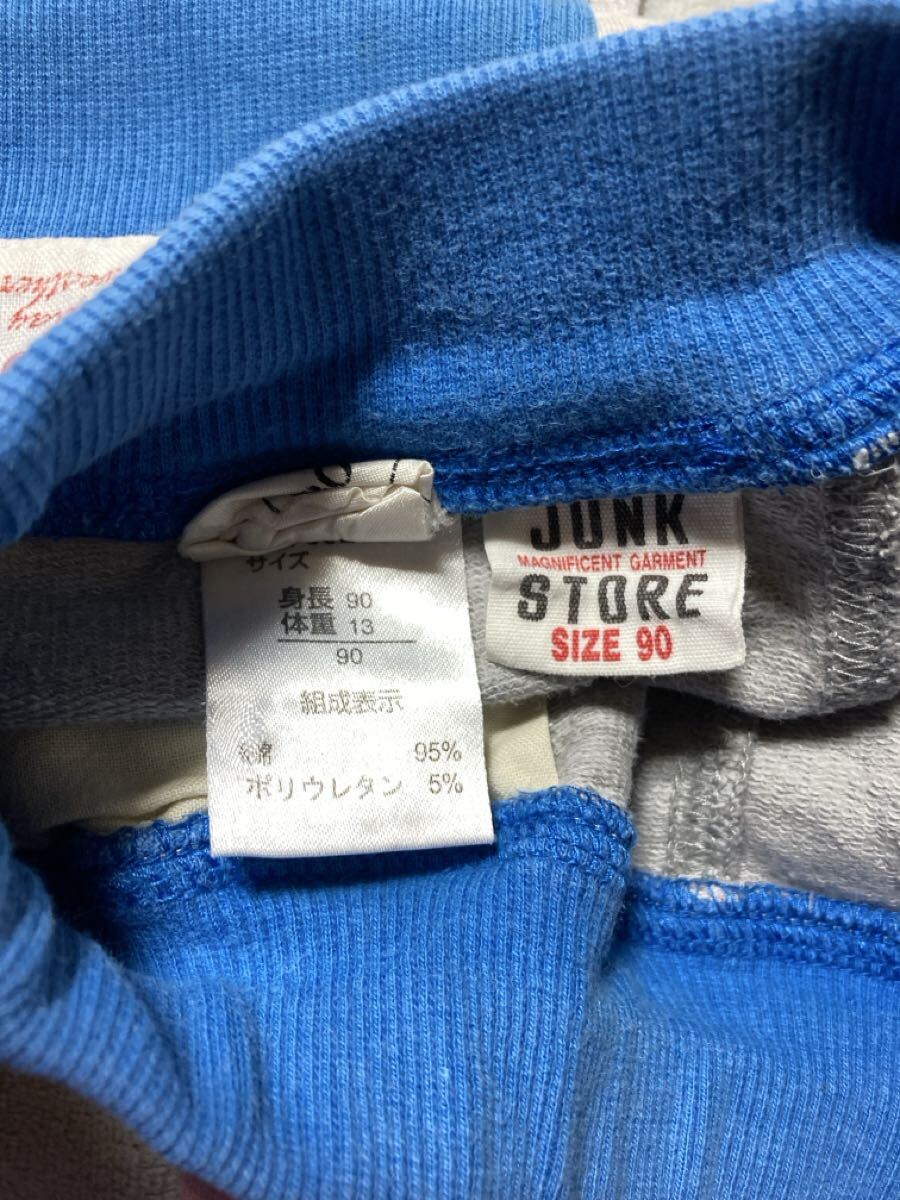 サイズ
身長 90
体重 13
90
組成表示
綿 95%
ポリウレタン 5%
JUNK
MAGNIFICENT GARMENT
STORE
SIZE 90